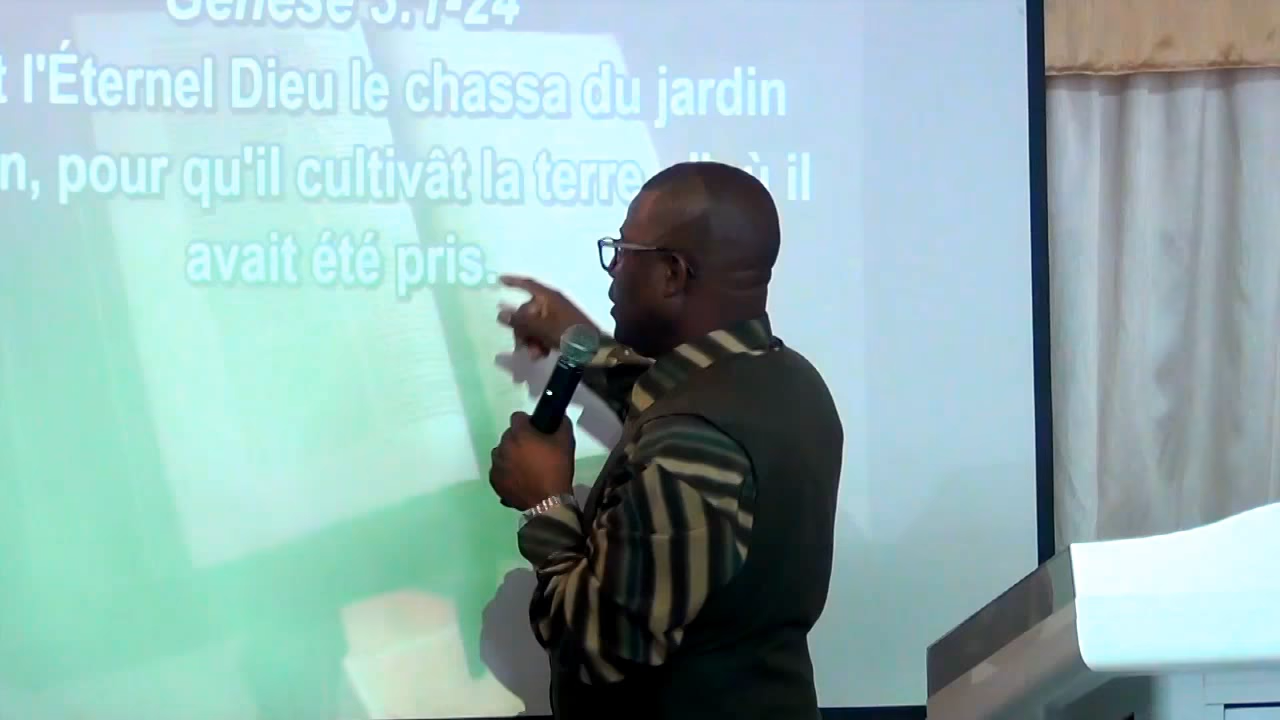 Genèse 3:1-24
l'Éternel Dieu le chassa du jardin
pour qu'il cultivât la terre il
avait été pris.